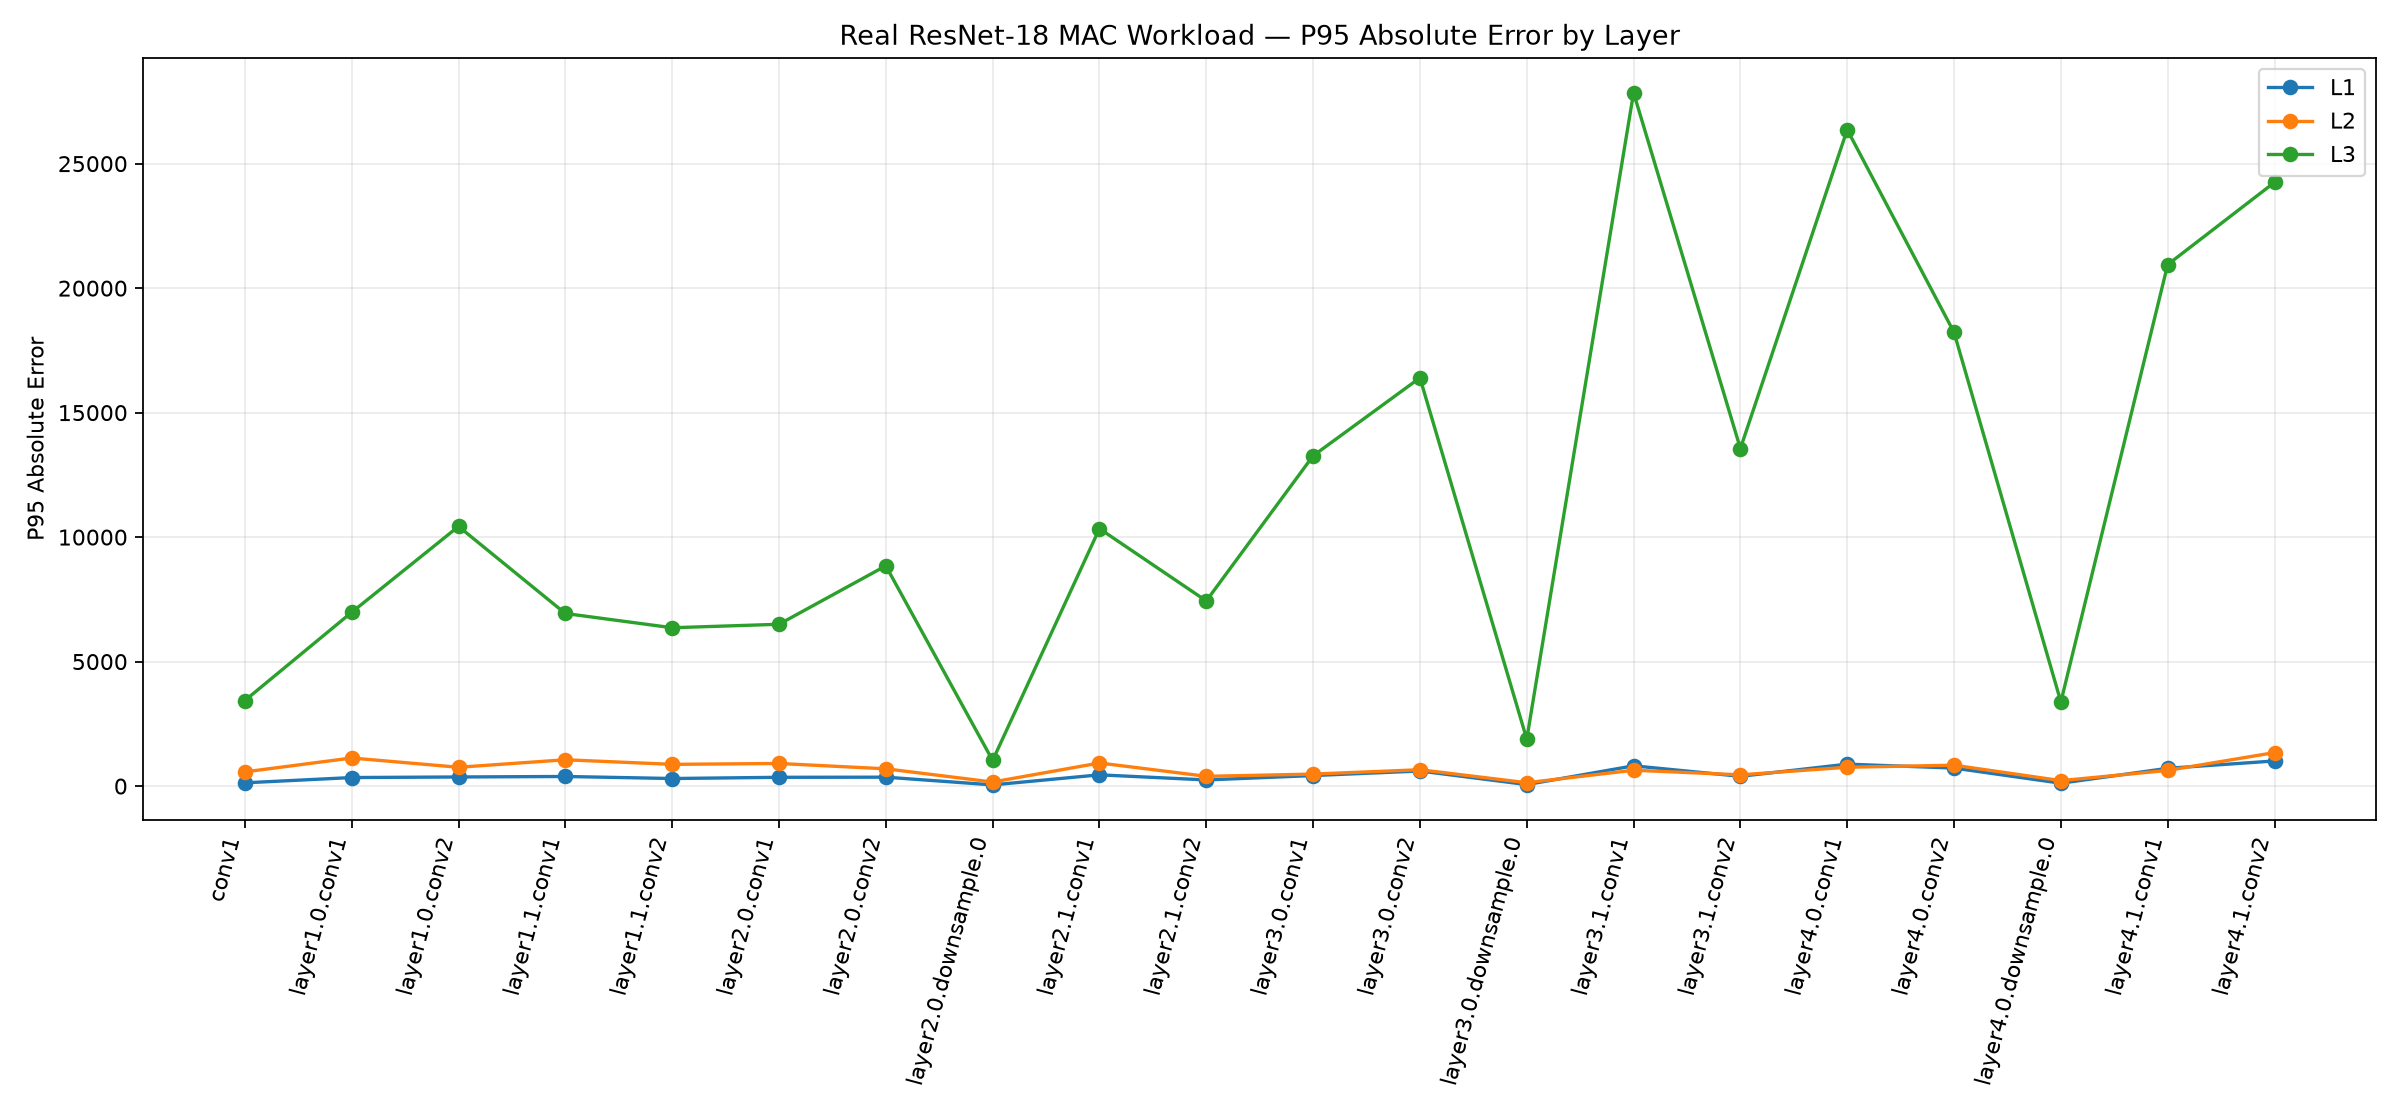 Real ResNet-18 MAC Workload — P95 Absolute Error by Layer
L1
L2
L3
P95 Absolute Error
25000
20000
15000
10000
5000
0
conv1
layer1.0.conv1
layer1.0.conv2
layer1.1.conv1
layer1.1.conv2
layer2.0.conv1
layer2.0.conv2
layer2.0.downsample.0
layer2.1.conv1
layer2.1.conv2
layer3.0.conv1
layer3.0.conv2
layer3.0.downsample.0
layer3.1.conv1
layer3.1.conv2
layer4.0.conv1
layer4.0.conv2
layer4.0.downsample.0
layer4.1.conv1
layer4.1.conv2